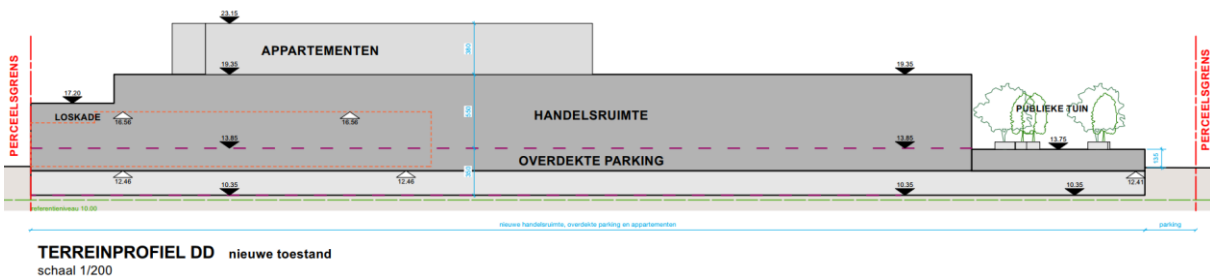 23.15
APPARTEMENTEN
380
PERCEELSGRENS
PERCEELSGRENS
19.35
19.35
17.20
LOSKADE
16.56
16.56
HANDELSRUIMTE
PUBLIEKE TUIN
13.85
13.85
13.75
OVERDEKTE PARKING
135
12.46
12.46
12.41
10.35
10.35
10.35
referentieniveau 10.00
nieuwe handelsruimte, overdekte parking en appartementen
parking
TERREINPROFIEL DD nieuwe toestand
schaal 1/200